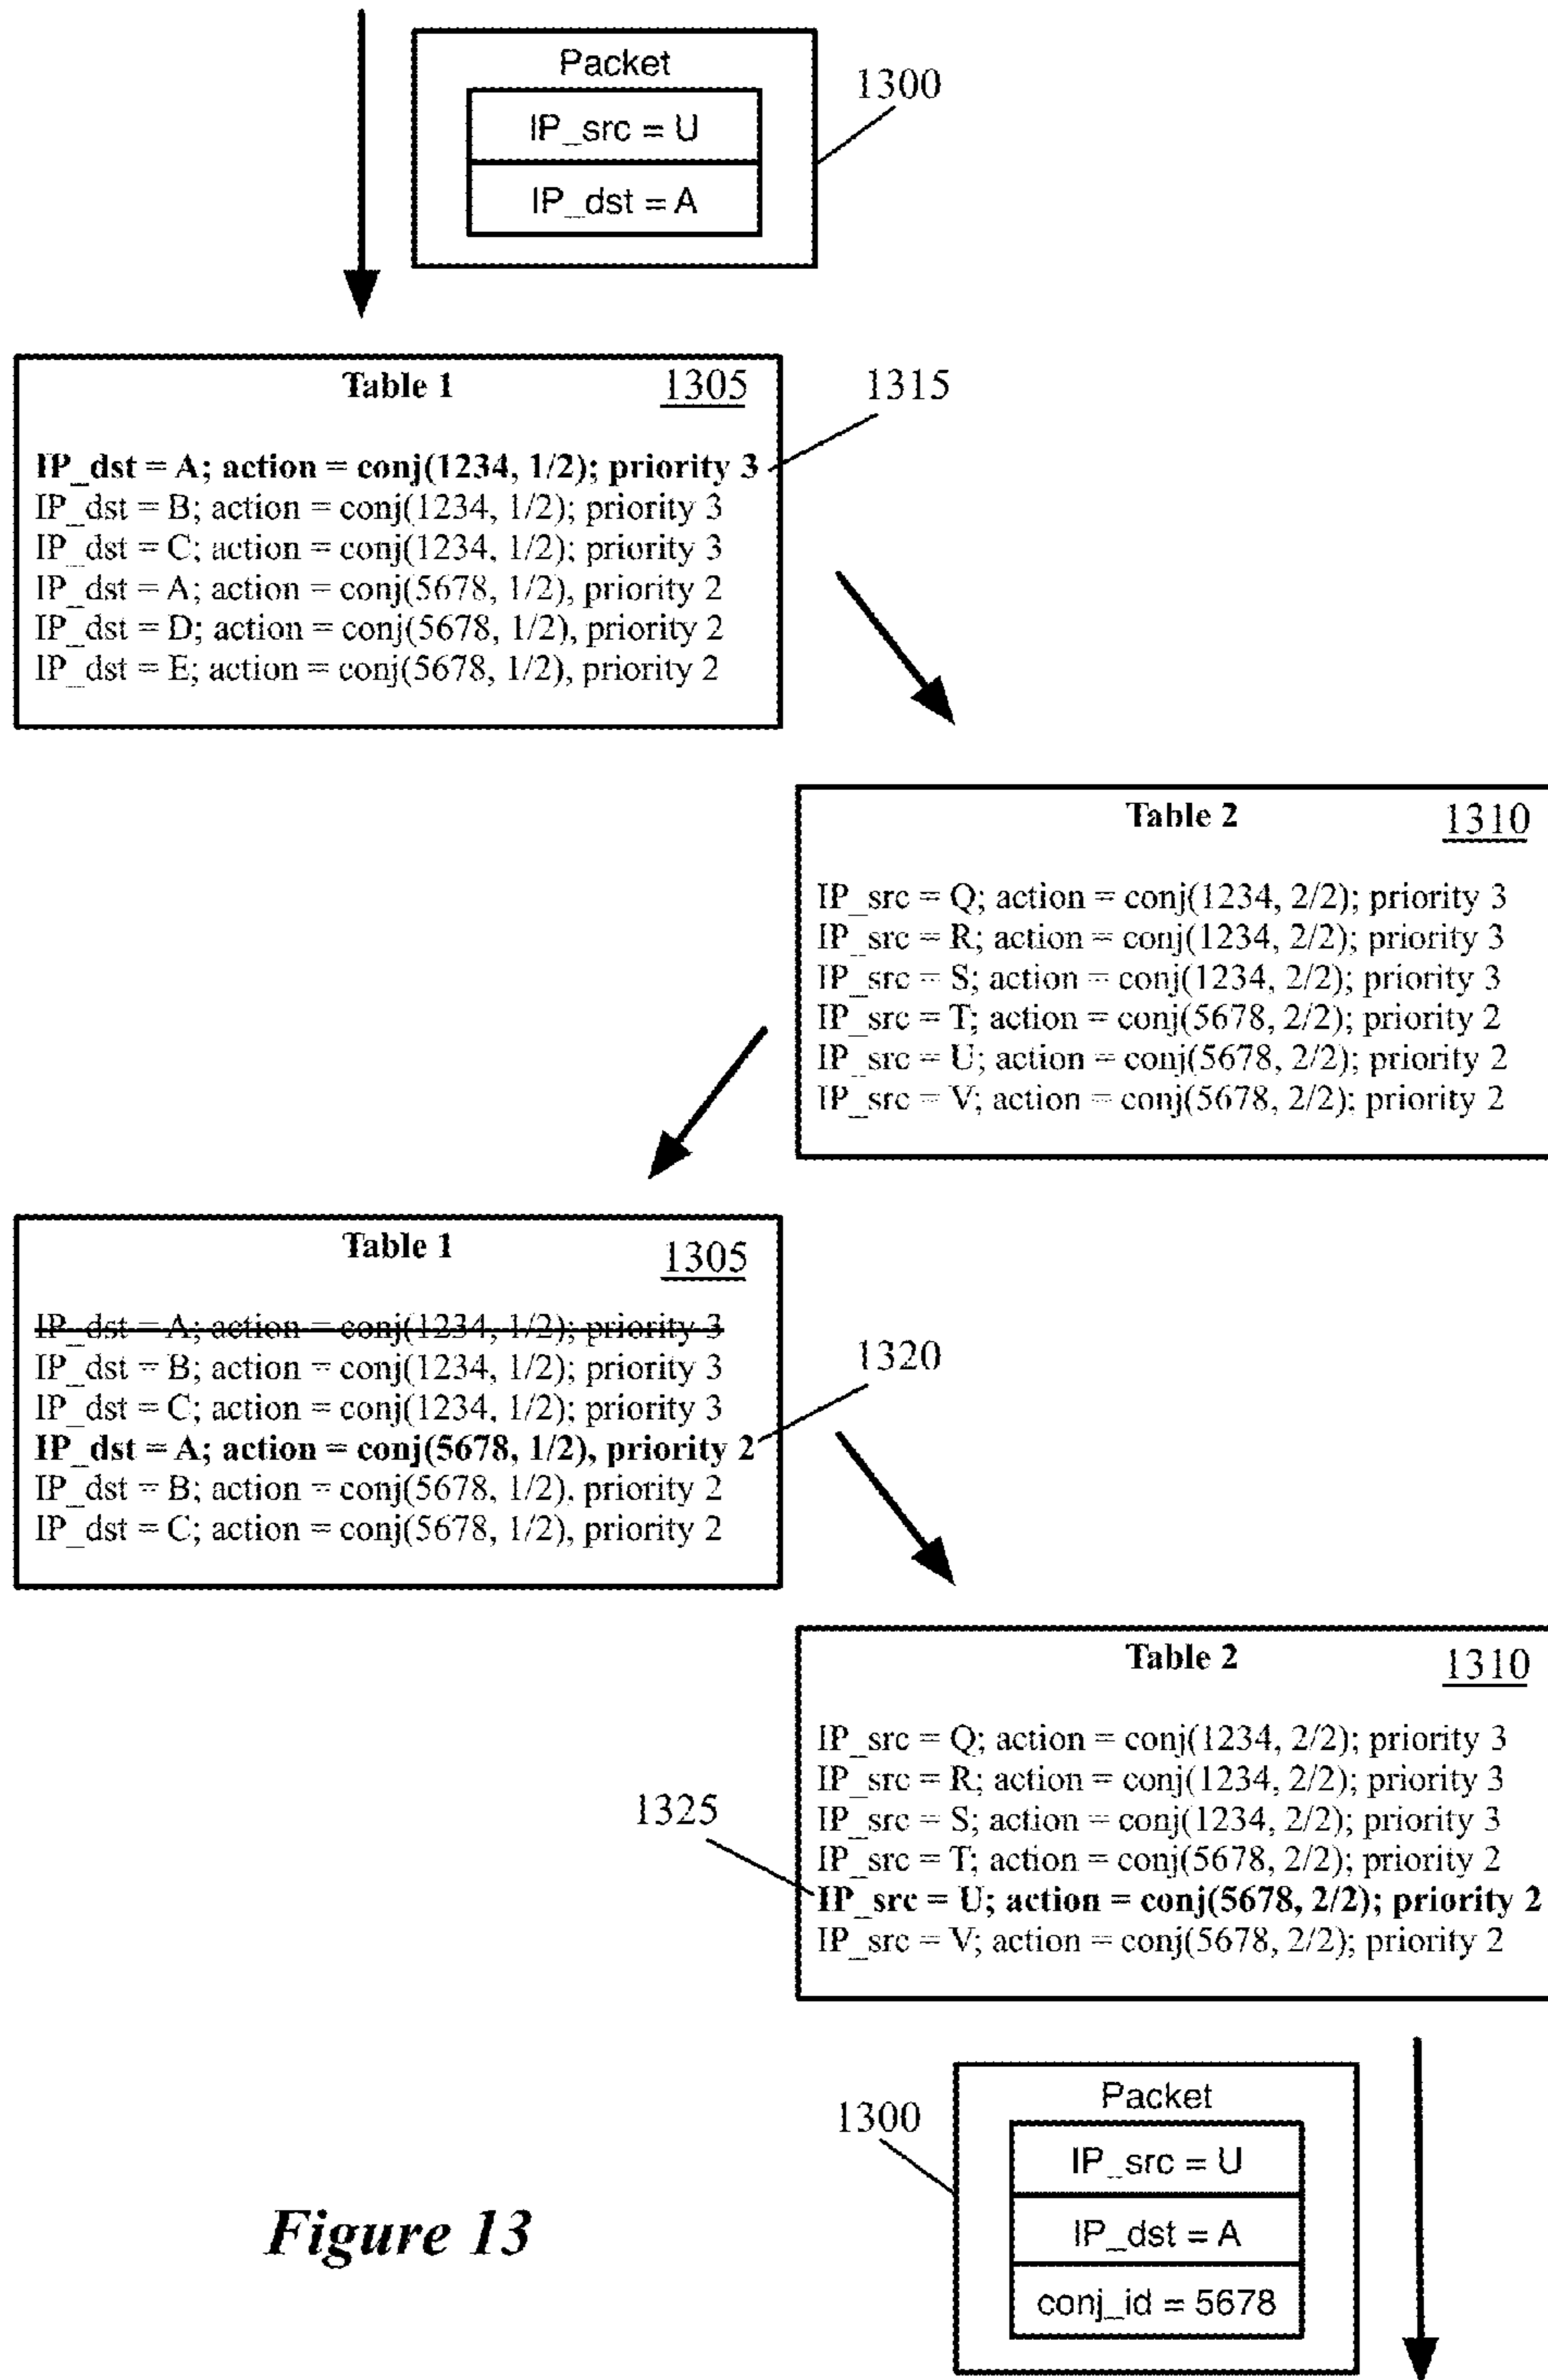 Packet
1300
IP_src = U
IP_dst = A
Table 1 1305
1315
IP_dst = A; action = conj(1234, 1/2); priority 3
IP_dst = B; action = conj(1234, 1/2); priority 3
IP_dst = C; action = conj(1234, 1/2); priority 3
IP_dst = A; action = conj(5678, 1/2), priority 2
IP_dst = D; action = conj(5678, 1/2), priority 2
IP_dst = E; action = conj(5678, 1/2), priority 2
Table 2 1310
IP_src = Q; action = conj(1234, 2/2); priority 3
IP_src = R; action = conj(1234, 2/2); priority 3
IP_src = S; action = conj(1234, 2/2); priority 3
IP_src = T; action = conj(5678, 2/2); priority 2
IP_src = U; action = conj(5678, 2/2); priority 2
IP_src = V; action = conj(5678, 2/2); priority 2
Table 1 1305
IP_dst = A; action = conj(1234, 1/2); priority 3
IP_dst = B; action = conj(1234, 1/2); priority 3
1320
IP_dst = C; action = conj(1234, 1/2); priority 3
IP_dst = A; action = conj(5678, 1/2), priority 2
IP_dst = B; action = conj(5678, 1/2), priority 2
IP_dst = C; action = conj(5678, 1/2), priority 2
Table 2 1310
IP_src = Q; action = conj(1234, 2/2); priority 3
IP_src = R; action = conj(1234, 2/2); priority 3
1325
IP_src = S; action = conj(1234, 2/2); priority 3
IP_src = T; action = conj(5678, 2/2); priority 2
IP_src = U; action = conj(5678, 2/2); priority 2
IP_src = V; action = conj(5678, 2/2); priority 2
Packet
1300
IP_src = U
IP_dst = A
conj_id = 5678
Figure 13